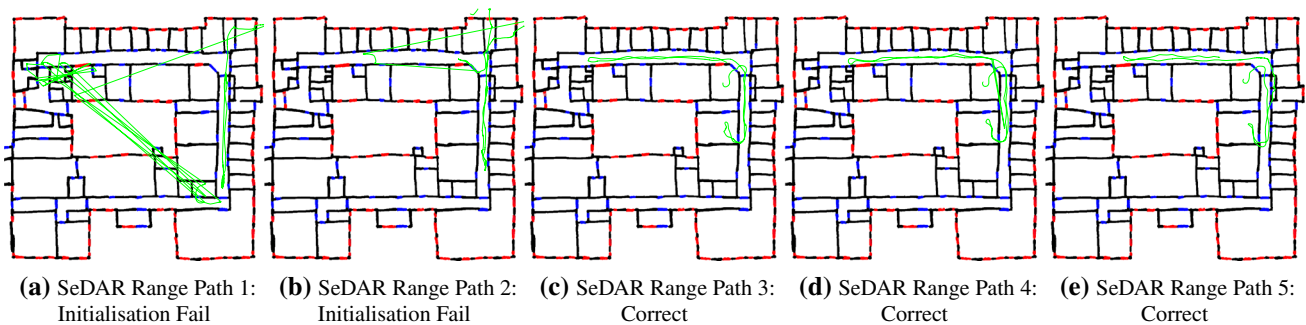 (a) SeDAR Range Path 1:
Initialisation Fail
(b) SeDAR Range Path 2:
Initialisation Fail
(c) SeDAR Range Path 3:
Correct
(d) SeDAR Range Path 4:
Correct
(e) SeDAR Range Path 5:
Correct